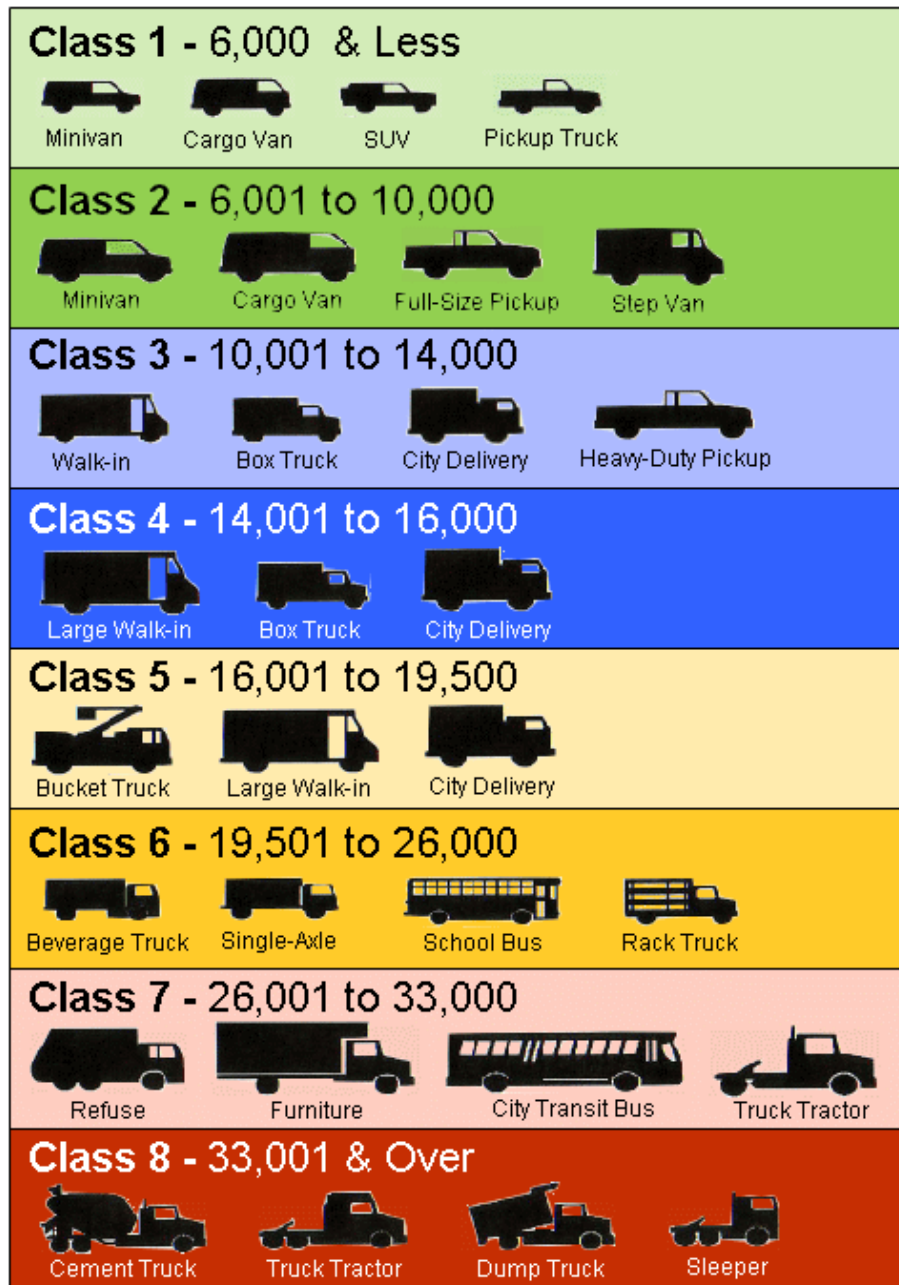 Class 1 - 6,000 & Less
Minivan Cargo Van SUV Pickup Truck
Class 2 - 6,001 to 10,000
Minivan Cargo Van Full-Size Pickup Step Van
Class 3 - 10,001 to 14,000
Walk-in Box Truck City Delivery Heavy-Duty Pickup
Class 4 - 14,001 to 16,000
Large Walk-in Box Truck City Delivery
Class 5 - 16,001 to 19,500
Bucket Truck Large Walk-in City Delivery
Class 6 - 19,501 to 26,000
Beverage Truck Single-Axle School Bus Rack Truck
Class 7 - 26,001 to 33,000
Refuse Furniture City Transit Bus Truck Tractor
Class 8 - 33,001 & Over
Cement Truck Truck Tractor Dump Truck Sleeper